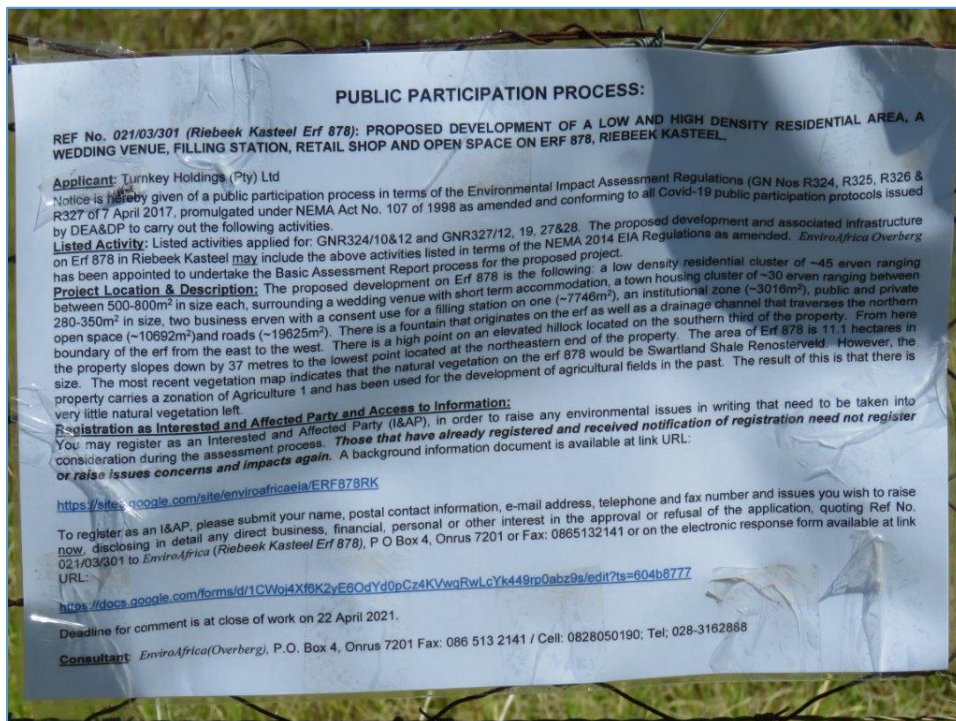 PUBLIC PARTICIPATION PROCESS:
REF No. 021/03/301 (Riebeek Kasteel Erf 878): PROPOSED DEVELOPMENT OF A LOW AND HIGH DENSITY RESIDENTIAL AREA, A
WEDDING VENUE, FILLING STATION, RETAIL SHOP AND OPEN SPACE ON ERF 878, RIEBEEK KASTEEL.
Applicant: Turnkey Holdings (Pty) Ltd
Notice is hereby given of a public participation process in terms of the Environmental Impact Assessment Regulations (GN Nos R324, R325, R326 &
R327 of 7 April 2017, promulgated under NEMA Act No. 107 of 1998 as amended and conforming to all Covid-19 public participation protocols issued
by DEA&DP to carry out the following activities.
Listed Activity: Listed activities applied for: GNR324/10&12 and GNR327/12, 19, 27&28. The proposed development and associated infrastructure
on Erf 878 in Riebeek Kasteel may include the above activities listed in terms of the NEMA 2014 EIA Regulations as amended. EnviroAfrica Overberg
has been appointed to undertake the Basic Assessment Report process for the proposed project.
Project Location & Description: The proposed development on Erf 878 is the following: a low density residential cluster of ~45 erven ranging
between 500-800m² in size each, surrounding a wedding venue with short term accommodation, a town housing cluster of ~30 erven ranging between
280-350m² in size, two business erven with a consent use for a filling station on one (~7746m²), an institutional zone (~3016m²), public and private
open space (~10692m²)and roads (~19625m²). There is a fountain that originates on the erf as well as a drainage channel that traverses the northern
boundary of the erf from the east to the west. There is a high point on an elevated hillock located on the southern third of the property. From here
the property slopes down by 37 metres to the lowest point located at the northeastern end of the property. The area of Erf 878 is 11.1 hectares in
size. The most recent vegetation map indicates that the natural vegetation on the erf 878 would be Swartland Shale Renosterveld. However, the
property carries a zonation of Agriculture 1 and has been used for the development of agricultural fields in the past. The result of this is that there is
very little natural vegetation left.
Registration as Interested and Affected Party and Access to Information:
You may register as an Interested and Affected Party (I&AP), in order to raise any environmental issues in writing that need to be taken into
consideration during the assessment process. Those that have already registered and received notification of registration need not register
or raise issues concerns and impacts again. A background information document is available at link URL:
https://sites.google.com/site/enviroafricaeia/ERF878RK
To register as an I&AP, please submit your name, postal contact information, e-mail address, telephone and fax number and issues you wish to raise
now, disclosing in detail any direct business, financial, personal or other interest in the approval or refusal of the application, quoting Ref No.
021/03/301 to EnviroAfrica (Riebeek Kasteel Erf 878), P O Box 4, Onrus 7201 or Fax: 0865132141 or on the electronic response form available at link
URL:
https://docs.google.com/forms/d/1CWoj4Xf6K2yE6OdYd0pCz4KVwqRwLcYk449rp0abz9s/edit?ts=604b8777
Deadline for comment is at close of work on 22 April 2021.
Consultant: EnviroAfrica(Overberg), P.O. Box 4, Onrus 7201 Fax: 086 513 2141 / Cell: 0828050190; Tel; 028-3162888